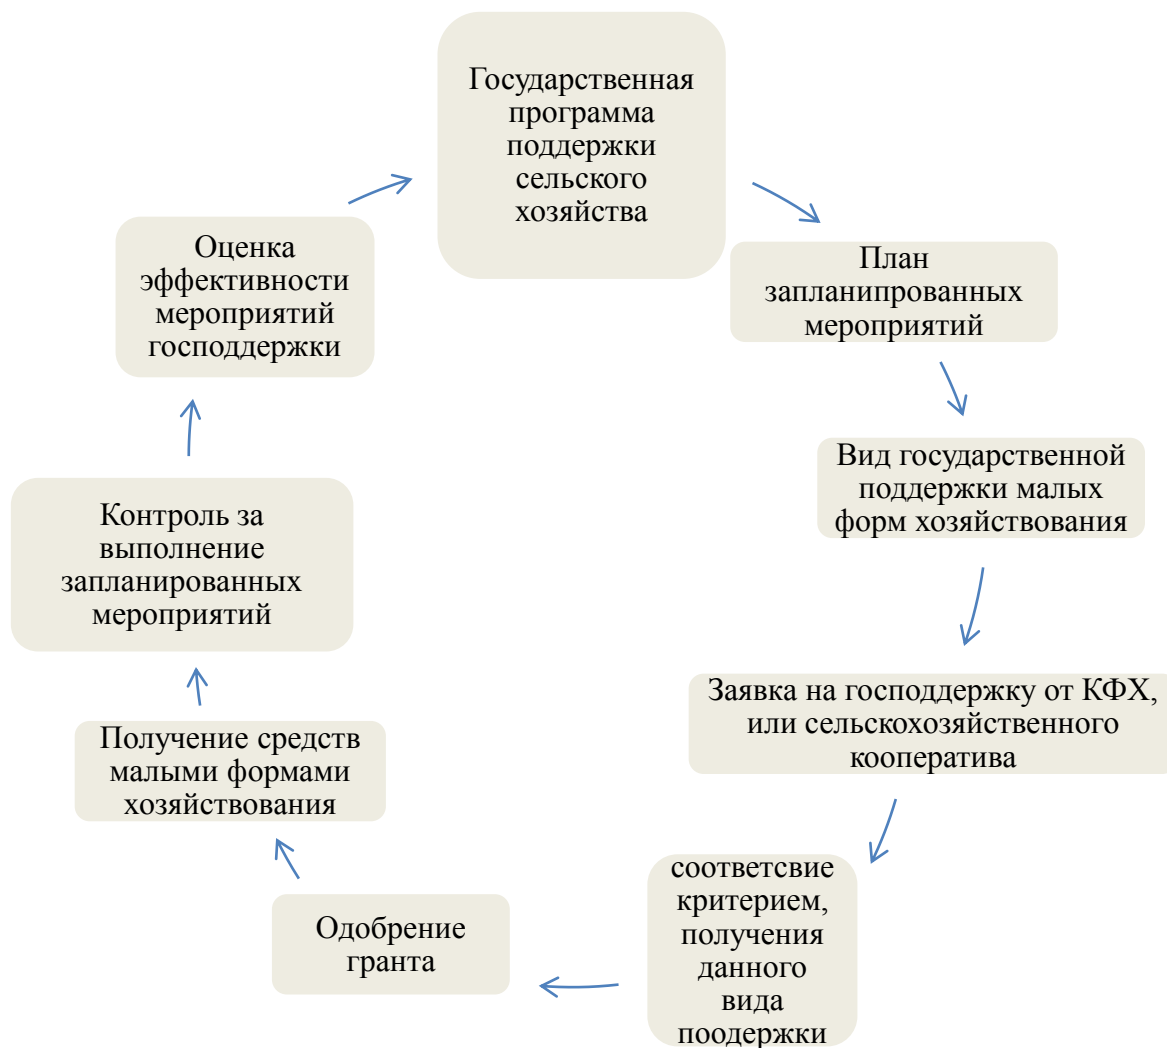 Государственная
программа
поддержки
сельского
хозяйства
План
запланипрованных
мероприятий
Вид государственной
поддержки малых
форм хозяйствования
Заявка на господдержку от КФХ,
или сельскохозяйственного
кооператива
соответсвие
критерием,
получения
данного
вида
поодержки
Одобрение
гранта
Получение средств
малыми формами
хозяйствования
Контроль за
выполнение
запланированных
мероприятий
Оценка
эффективности
мероприятий
господдержки